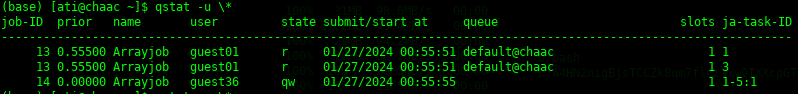 (base) [ati@chaac ~]$ qstat -u \*
job-ID  prior   name       user         state submit/start at     queue                          slots ja-task-ID
-----------------------------------------------------------------------------------------------------------------
     13 0.55500 Arrayjob   guest01      r     01/27/2024 00:55:51 default@chaac                      1 1
     13 0.55500 Arrayjob   guest01      r     01/27/2024 00:55:51 default@chaac                      1 3
     14 0.00000 Arrayjob   guest36      qw    01/27/2024 00:55:55                                    1 1-5:1